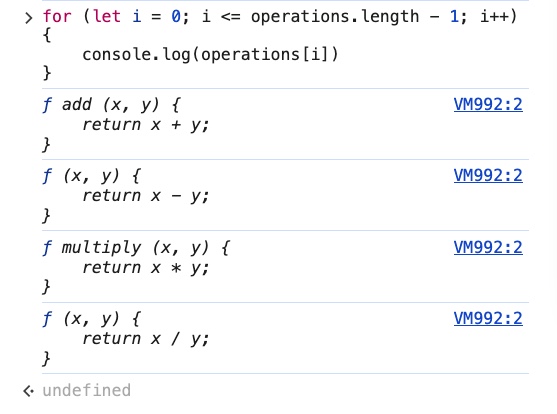 > for (let i = 0; i <= operations.length - 1; i++)
{
    console.log(operations[i])
}
ƒ add (x, y) { VM992:2
    return x + y;
}
ƒ (x, y) { VM992:2
    return x - y;
}
ƒ multiply (x, y) { VM992:2
    return x * y;
}
ƒ (x, y) { VM992:2
    return x / y;
}
undefined